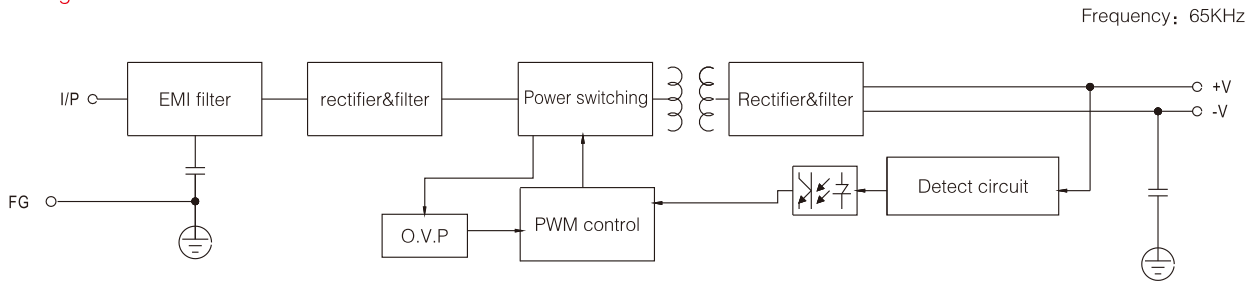 Frequency: 65KHz
I/P
EMI filter
rectifier&filter
Power switching
Rectifier&filter
+V
-V
FG
O.V.P
PWM control
Detect circuit